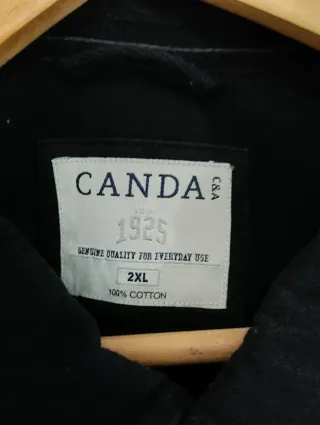 CANDA
C&A
1925
GENUINE QUALITY FOR EVERYDAY USE
2XL
100% COTTON